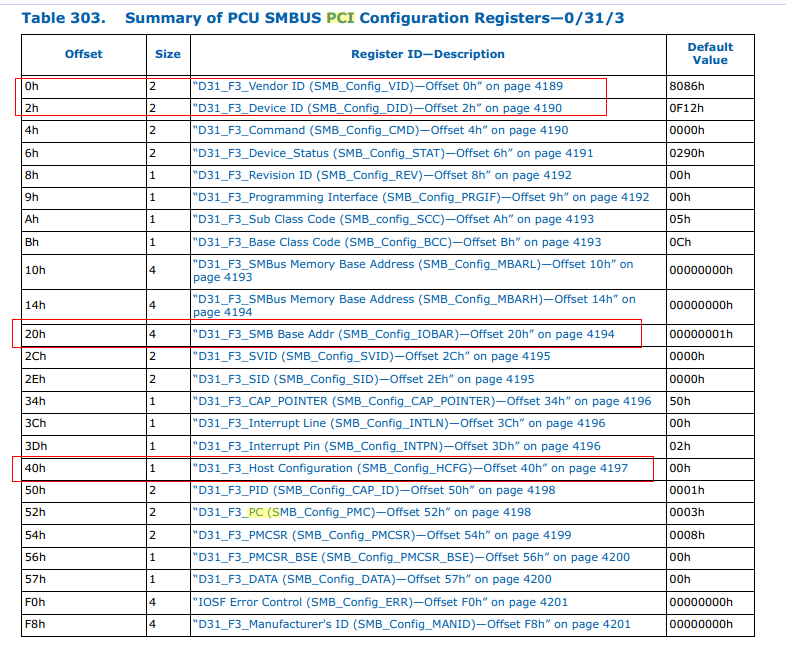 Table 303. Summary of PCU SMBUS PCI Configuration Registers—0/31/3
Offset Size Register ID—Description Default Value
0h 2 “D31_F3_Vendor ID (SMB_Config_VID)—Offset 0h” on page 4189 8086h
2h 2 “D31_F3_Device ID (SMB_Config_DID)—Offset 2h” on page 4190 0F12h
4h 2 “D31_F3_Command (SMB_Config_CMD)—Offset 4h” on page 4190 0000h
6h 2 “D31_F3_Device_Status (SMB_Config_STAT)—Offset 6h” on page 4191 0290h
8h 1 “D31_F3_Revision ID (SMB_Config_REV)—Offset 8h” on page 4192 00h
9h 1 “D31_F3_Programming Interface (SMB_Config_PRGIF)—Offset 9h” on page 4192 00h
Ah 1 “D31_F3_Sub Class Code (SMB_config_SCC)—Offset Ah” on page 4193 05h
Bh 1 “D31_F3_Base Class Code (SMB_Config_BCC)—Offset Bh” on page 4193 0Ch
10h 4 “D31_F3_SMBus Memory Base Address (SMB_Config_MBARL)—Offset 10h” on
page 4193 00000000h
14h 4 “D31_F3_SMBus Memory Base Address (SMB_Config_MBARH)—Offset 14h” on
page 4194 00000000h
20h 4 “D31_F3_SMB Base Addr (SMB_Config_IOBAR)—Offset 20h” on page 4194 00000001h
2Ch 2 “D31_F3_SVID (SMB_Config_SVID)—Offset 2Ch” on page 4195 0000h
2Eh 2 “D31_F3_SID (SMB_Config_SID)—Offset 2Eh” on page 4195 0000h
34h 1 “D31_F3_CAP_POINTER (SMB_Config_CAP_POINTER)—Offset 34h” on page 4196 50h
3Ch 1 “D31_F3_Interrupt Line (SMB_Config_INTLN)—Offset 3Ch” on page 4196 00h
3Dh 1 “D31_F3_Interrupt Pin (SMB_Config_INTPN)—Offset 3Dh” on page 4196 02h
40h 1 “D31_F3_Host Configuration (SMB_Config_HCFG)—Offset 40h” on page 4197 00h
50h 2 “D31_F3_PID (SMB_Config_CAP_ID)—Offset 50h” on page 4198 0001h
52h 2 “D31_F3_PC (SMB_Config_PMC)—Offset 52h” on page 4198 0003h
54h 2 “D31_F3_PMCSR (SMB_Config_PMCSR)—Offset 54h” on page 4199 0008h
56h 1 “D31_F3_PMCSR_BSE (SMB_Config_PMCSR_BSE)—Offset 56h” on page 4200 00h
57h 1 “D31_F3_DATA (SMB_Config_DATA)—Offset 57h” on page 4200 00h
F0h 4 “IOSF Error Control (SMB_Config_ERR)—Offset F0h” on page 4201 00000000h
F8h 4 “D31_F3_Manufacturer's ID (SMB_Config_MANID)—Offset F8h” on page 4201 00000000h